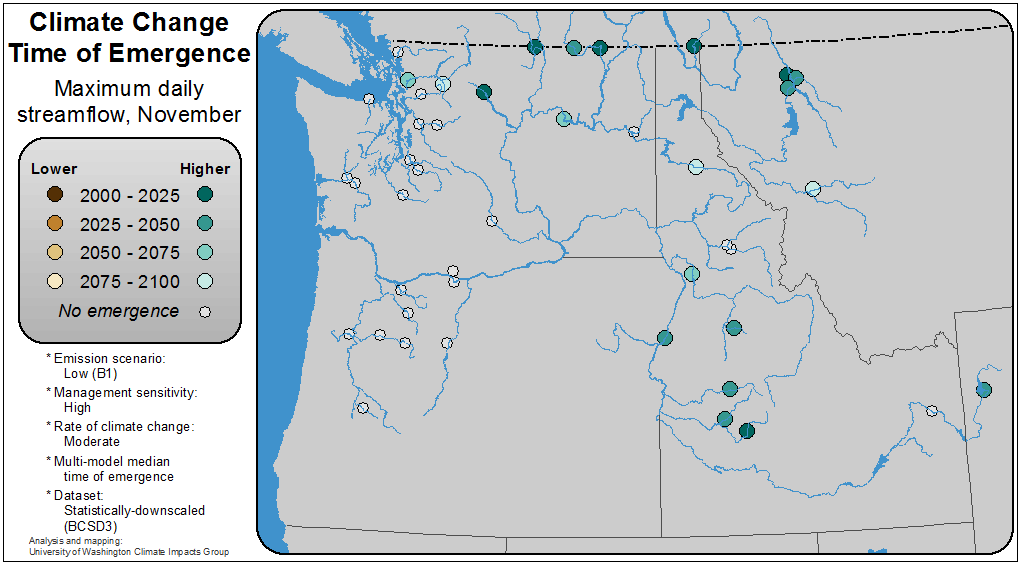 Climate Change
Time of Emergence
Maximum daily
streamflow, November
Lower Higher
2000 - 2025
2025 - 2050
2050 - 2075
2075 - 2100
No emergence
* Emission scenario:
Low (B1)
* Management sensitivity:
High
* Rate of climate change:
Moderate
* Multi-model median
time of emergence
* Dataset:
Statistically-downscaled
(BCSD3)
Analysis and mapping:
University of Washington Climate Impacts Group